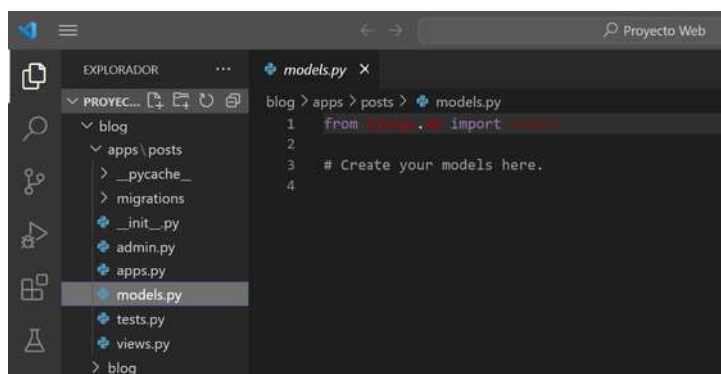 Proyecto Web
EXPLORADOR ...
models.py
PROYEC...
blog > apps > posts > models.py
blog
1 from import
apps\posts
2
__pycache_
3 # Create your models here.
migrations
4
__init__.py
admin.py
apps.py
models.py
tests.py
views.py
blog